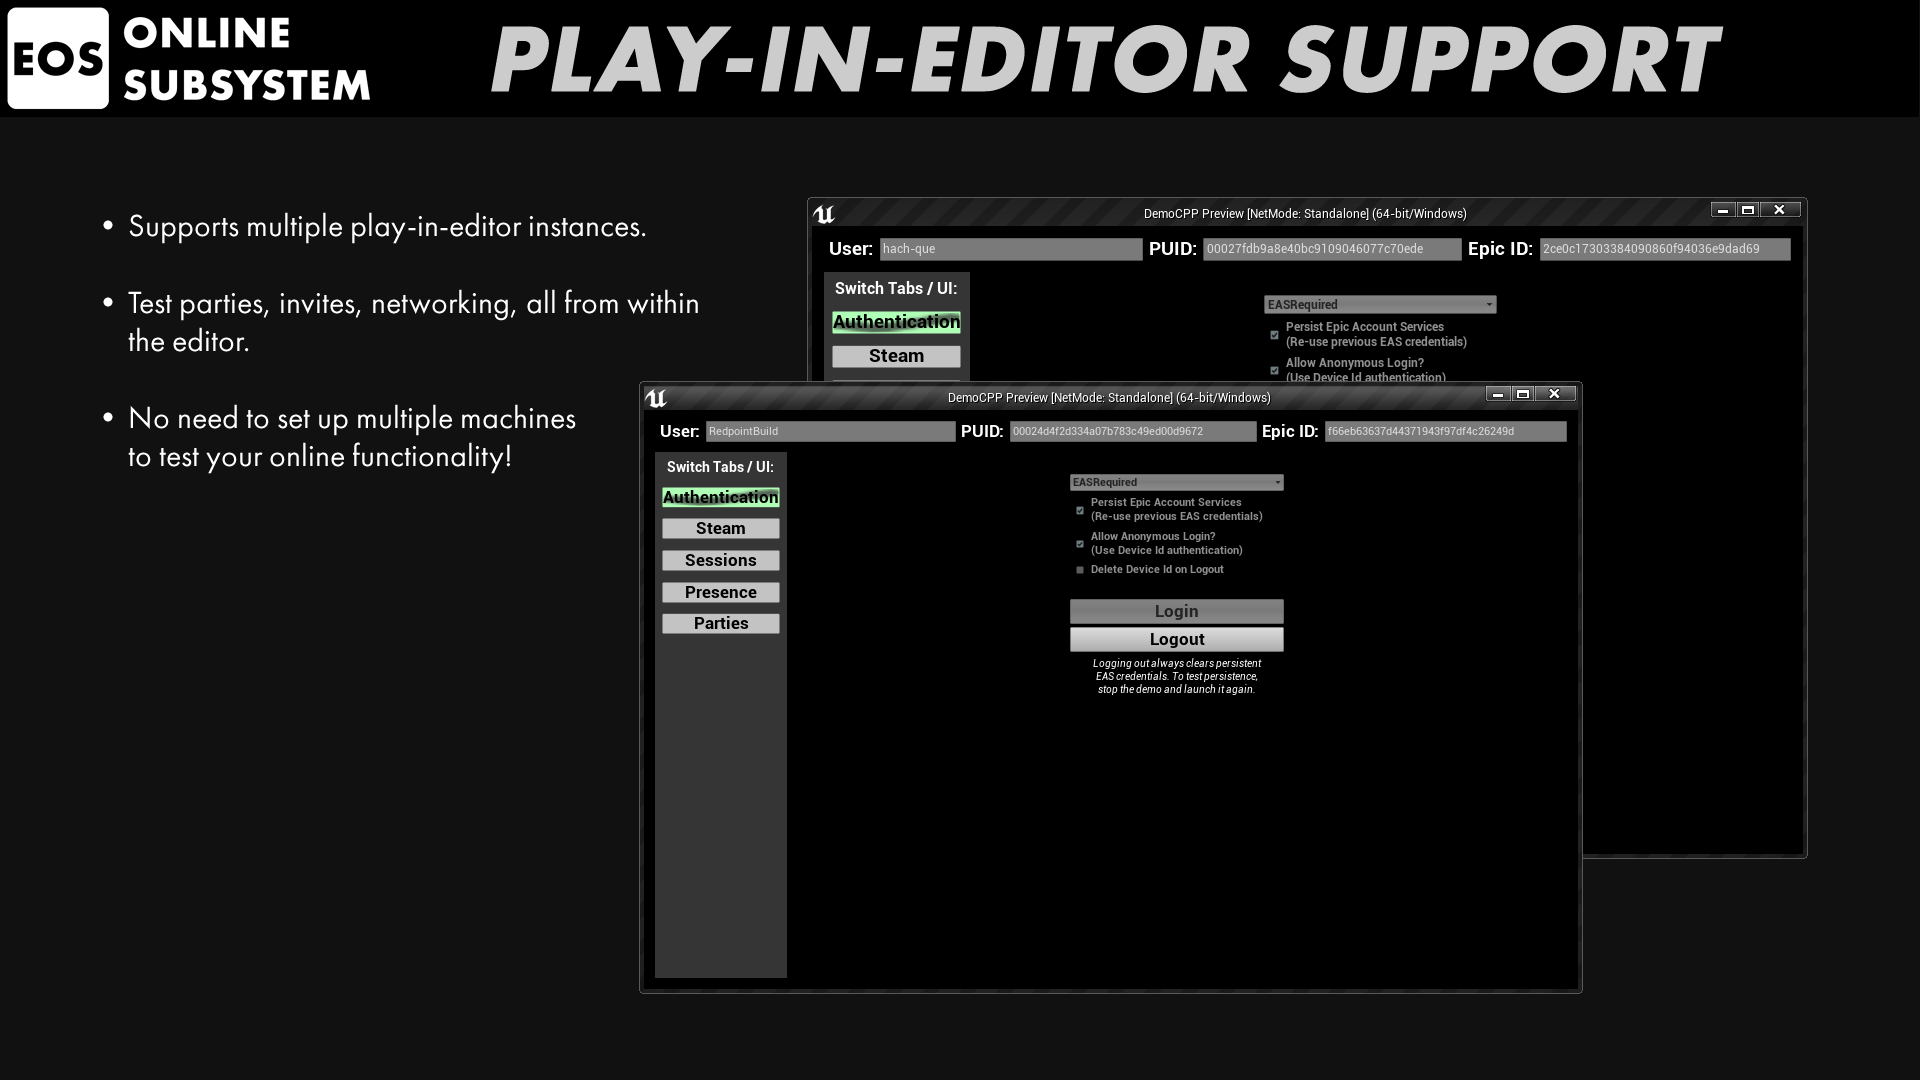 EOS
ONLINE
SUBSYSTEM
PLAY-IN-EDITOR SUPPORT
• Supports multiple play-in-editor instances.
• Test parties, invites, networking, all from within
the editor.
• No need to set up multiple machines
to test your online functionality!
DemoCPP Preview [NetMode: Standalone] (64-bit/Windows)
User: hach-que PUID: 00027fdb9a8e40bc9109046077c70ede Epic ID: 2ce0c17303384090860f94036e9dad69
Switch Tabs / UI:
Authentication
Steam
EASRequired
Persist Epic Account Services
(Re-use previous EAS credentials)
Allow Anonymous Login?
(Use Device Id authentication)
DemoCPP Preview [NetMode: Standalone] (64-bit/Windows)
User: RedpointBuild PUID: 00024d4f2d334a07b783c49ed00d9672 Epic ID: f66eb63637d44371943f97df4c26249d
Switch Tabs / UI:
Authentication
Steam
Sessions
Presence
Parties
EASRequired
Persist Epic Account Services
(Re-use previous EAS credentials)
Allow Anonymous Login?
(Use Device Id authentication)
Delete Device Id on Logout
Login
Logout
Logging out always clears persistent
EAS credentials. To test persistence,
stop the demo and launch it again.